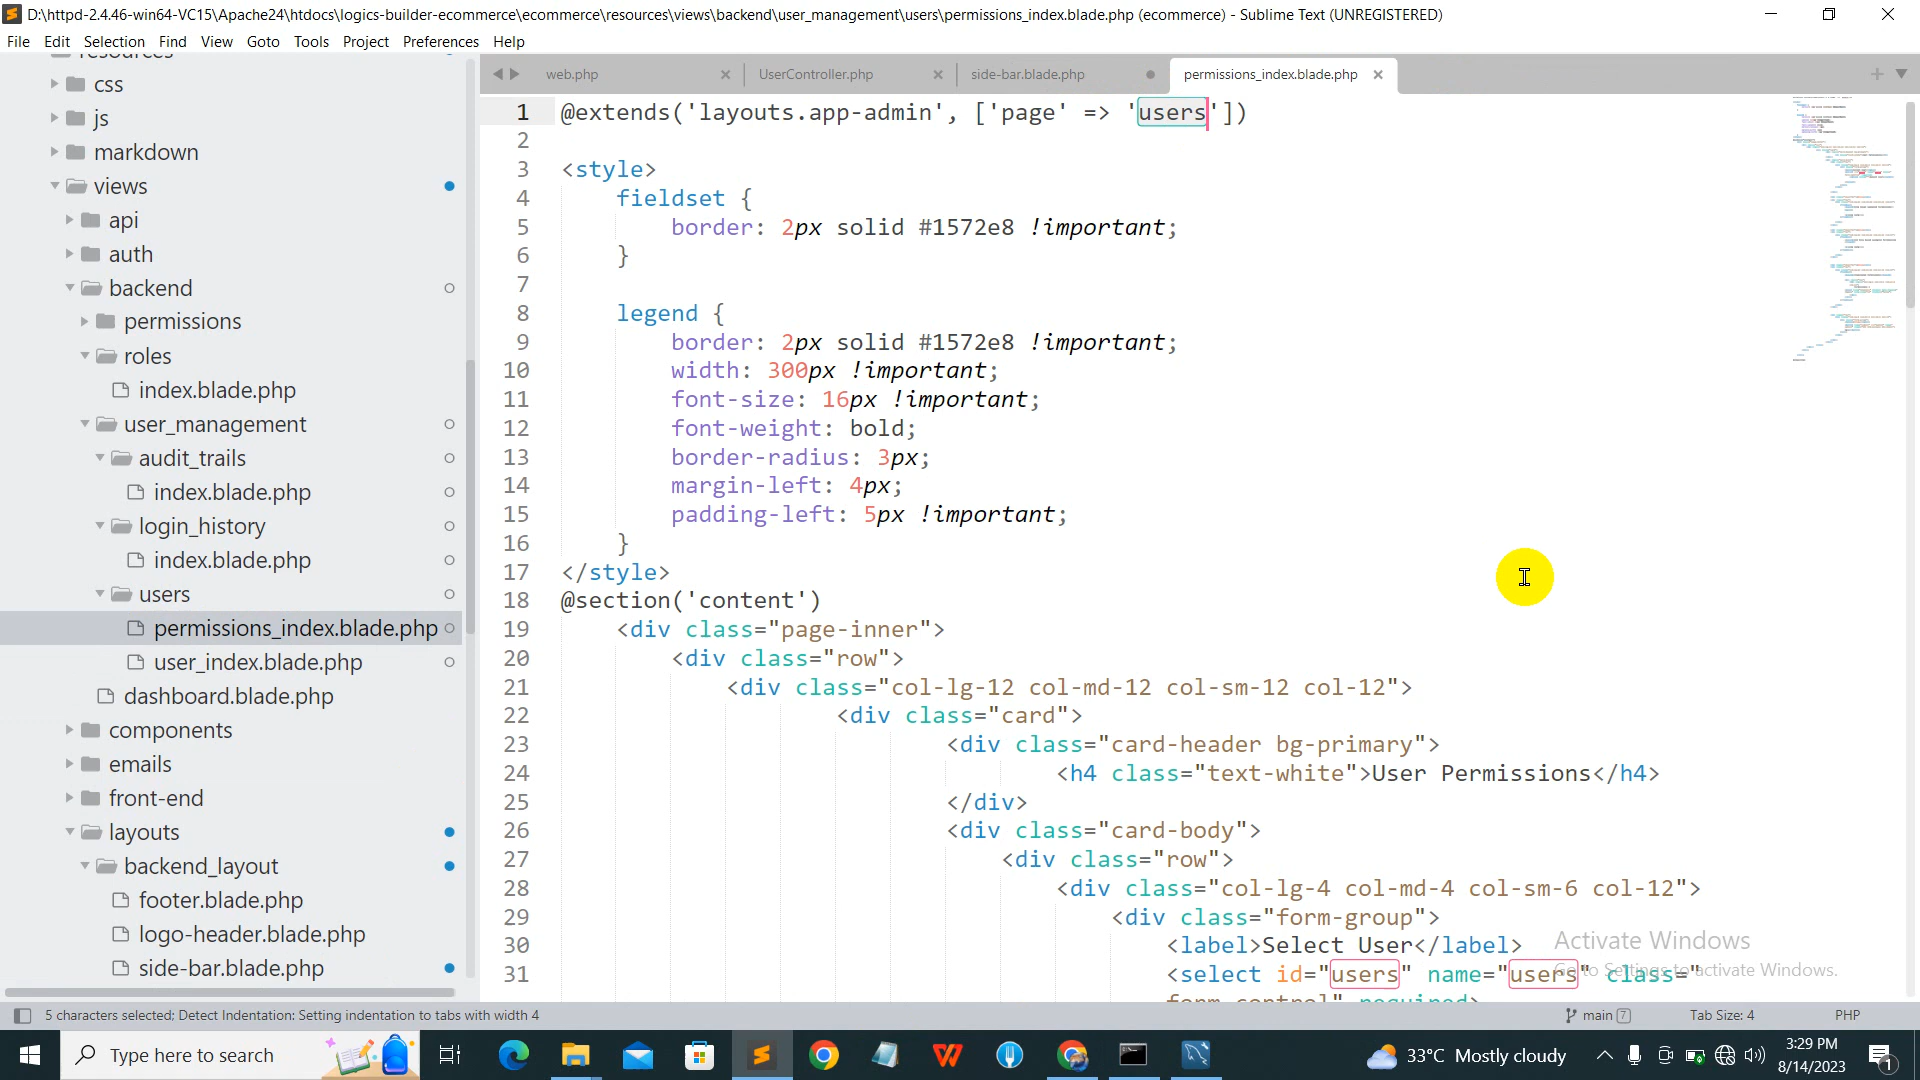 D:\httpd-2.4.46-win64-VC15\Apache24\htdocs\logics-builder-ecommerce\ecommerce\resources\views\backend\user_management\users\permissions_index.blade.php (ecommerce) - Sublime Text (UNREGISTERED)
File Edit Selection Find View Goto Tools Project Preferences Help
resources
css
js
markdown
views
api
auth
backend
permissions
roles
index.blade.php
user_management
audit_trails
index.blade.php
login_history
index.blade.php
users
permissions_index.blade.php
user_index.blade.php
dashboard.blade.php
components
emails
front-end
layouts
backend_layout
footer.blade.php
logo-header.blade.php
side-bar.blade.php
web.php UserController.php side-bar.blade.php permissions_index.blade.php
1 @extends('layouts.app-admin', ['page' => 'users'])
2
3 <style>
4 fieldset {
5 border: 2px solid #1572e8 !important;
6 }
7
8 legend {
9 border: 2px solid #1572e8 !important;
10 width: 300px !important;
11 font-size: 16px !important;
12 font-weight: bold;
13 border-radius: 3px;
14 margin-left: 4px;
15 padding-left: 5px !important;
16 }
17 </style>
18 @section('content')
19 <div class="page-inner">
20 <div class="row">
21 <div class="col-lg-12 col-md-12 col-sm-12 col-12">
22 <div class="card">
23 <div class="card-header bg-primary">
24 <h4 class="text-white">User Permissions</h4>
25 </div>
26 <div class="card-body">
27 <div class="row">
28 <div class="col-lg-4 col-md-4 col-sm-6 col-12">
29 <div class="form-group">
30 <label>Select User</label>
31 <select id="users" name="users" class="
form-control" required>
Activate Windows
Go to Settings to activate Windows.
5 characters selected; Detect Indentation: Setting indentation to tabs with width 4
main 7 Tab Size: 4 PHP
Type here to search
33°C Mostly cloudy
3:29 PM
8/14/2023
1